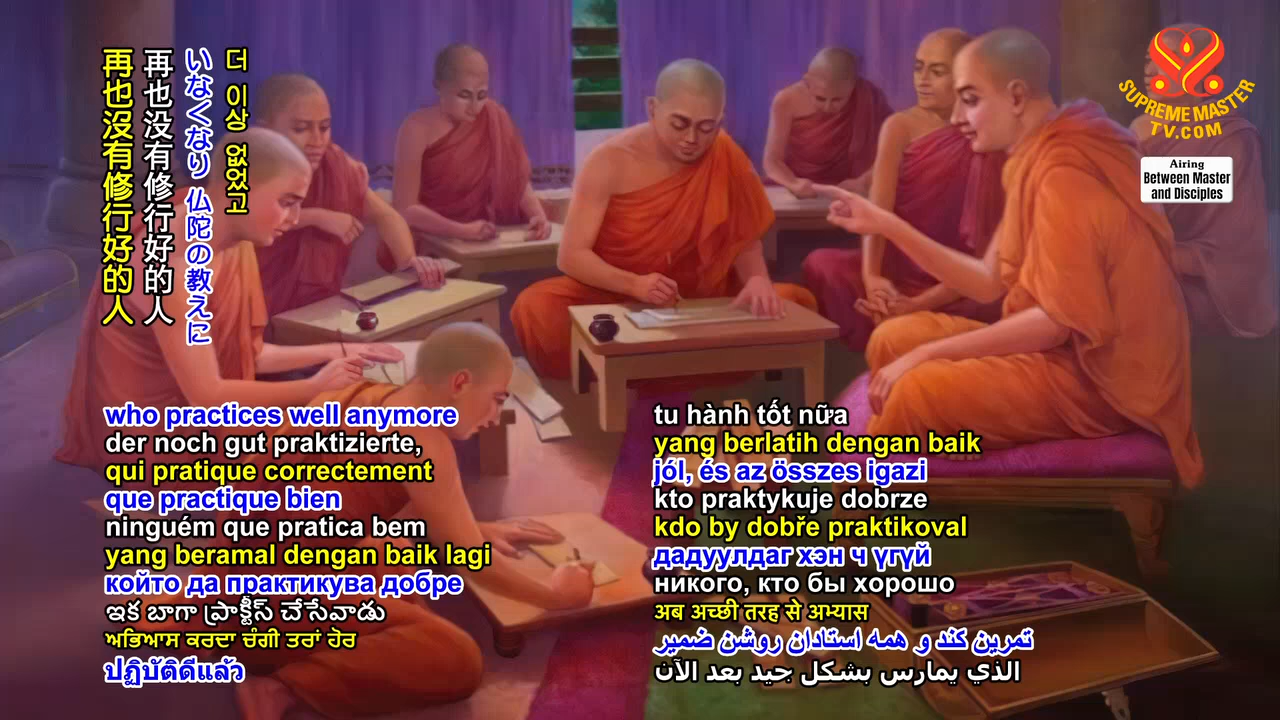 再也沒有修行好的人
再也没有修行好的人
いなくなり 仏陀の教えに
더 이상 없었고
SUPREME MASTER
TV.COM
Airing
Between Master
and Disciples
who practices well anymore
der noch gut praktizierte,
qui pratique correctement
que practique bien
ninguém que pratica bem
yang beramal dengan baik lagi
който да практикува добре
ఇక బాగా ప్రాక్టీస్ చేసేవాడు
ਅਭਿਆਸ ਕਰਦਾ ਚੰਗੀ ਤਰਾਂ ਹੋਰ
ปฏิบัติดีแล้ว
tu hành tốt nữa
yang berlatih dengan baik
jól, és az összes igazi
kto praktykuje dobrze
kdo by dobře praktikoval
дадуулдаг хэн ч үгүй
никого, кто бы хорошо
अब अच्छी तरह से अभ्यास
تمرین کند و همه استادان روشن ضمیر
الذي يمارس بشكل جيد بعد الآن